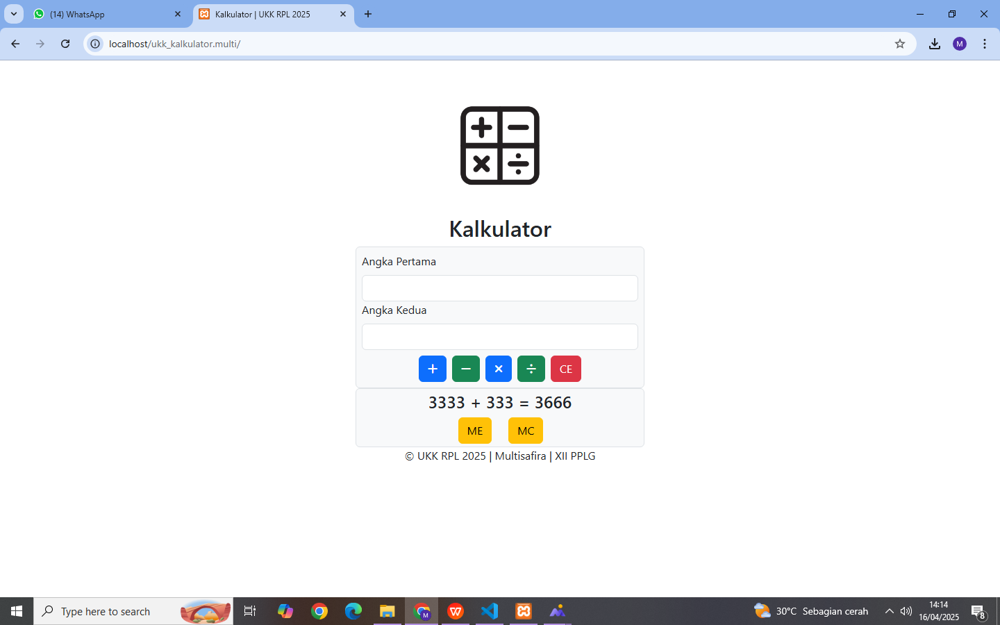 (14) WhatsApp
Kalkulator | UKK RPL 2025
localhost/ukk_kalkulator.multi/
M
Kalkulator
Angka Pertama
Angka Kedua
+ − × ÷ CE
3333 + 333 = 3666
ME MC
© UKK RPL 2025 | Multisafira | XII PPLG
Type here to search
M
W
30°C Sebagian cerah
14:14
16/04/2025
8